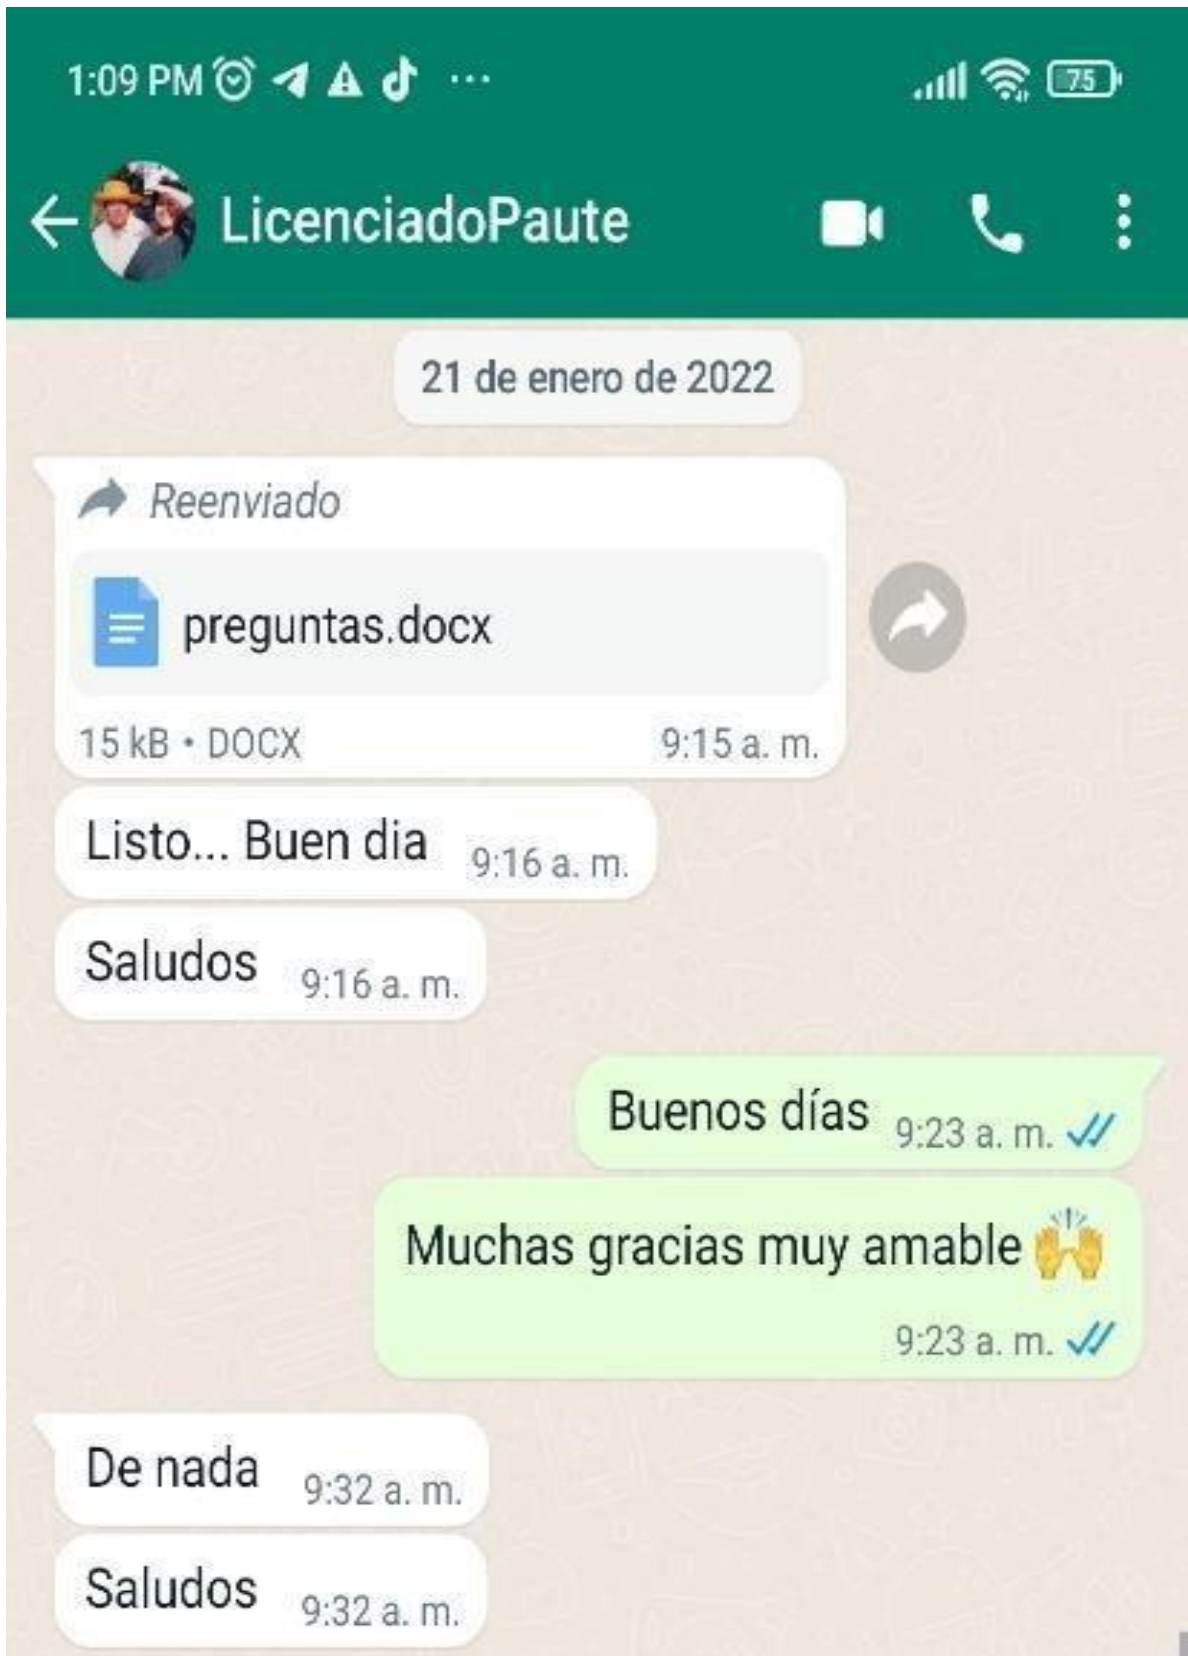 1:09 PM ... 75
LicenciadoPaute
21 de enero de 2022
Reenviado
preguntas.docx
15 kB • DOCX 9:15 a. m.
Listo... Buen dia 9:16 a. m.
Saludos 9:16 a. m.
Buenos días 9:23 a. m.
Muchas gracias muy amable 🙌
9:23 a. m.
De nada 9:32 a. m.
Saludos 9:32 a. m.